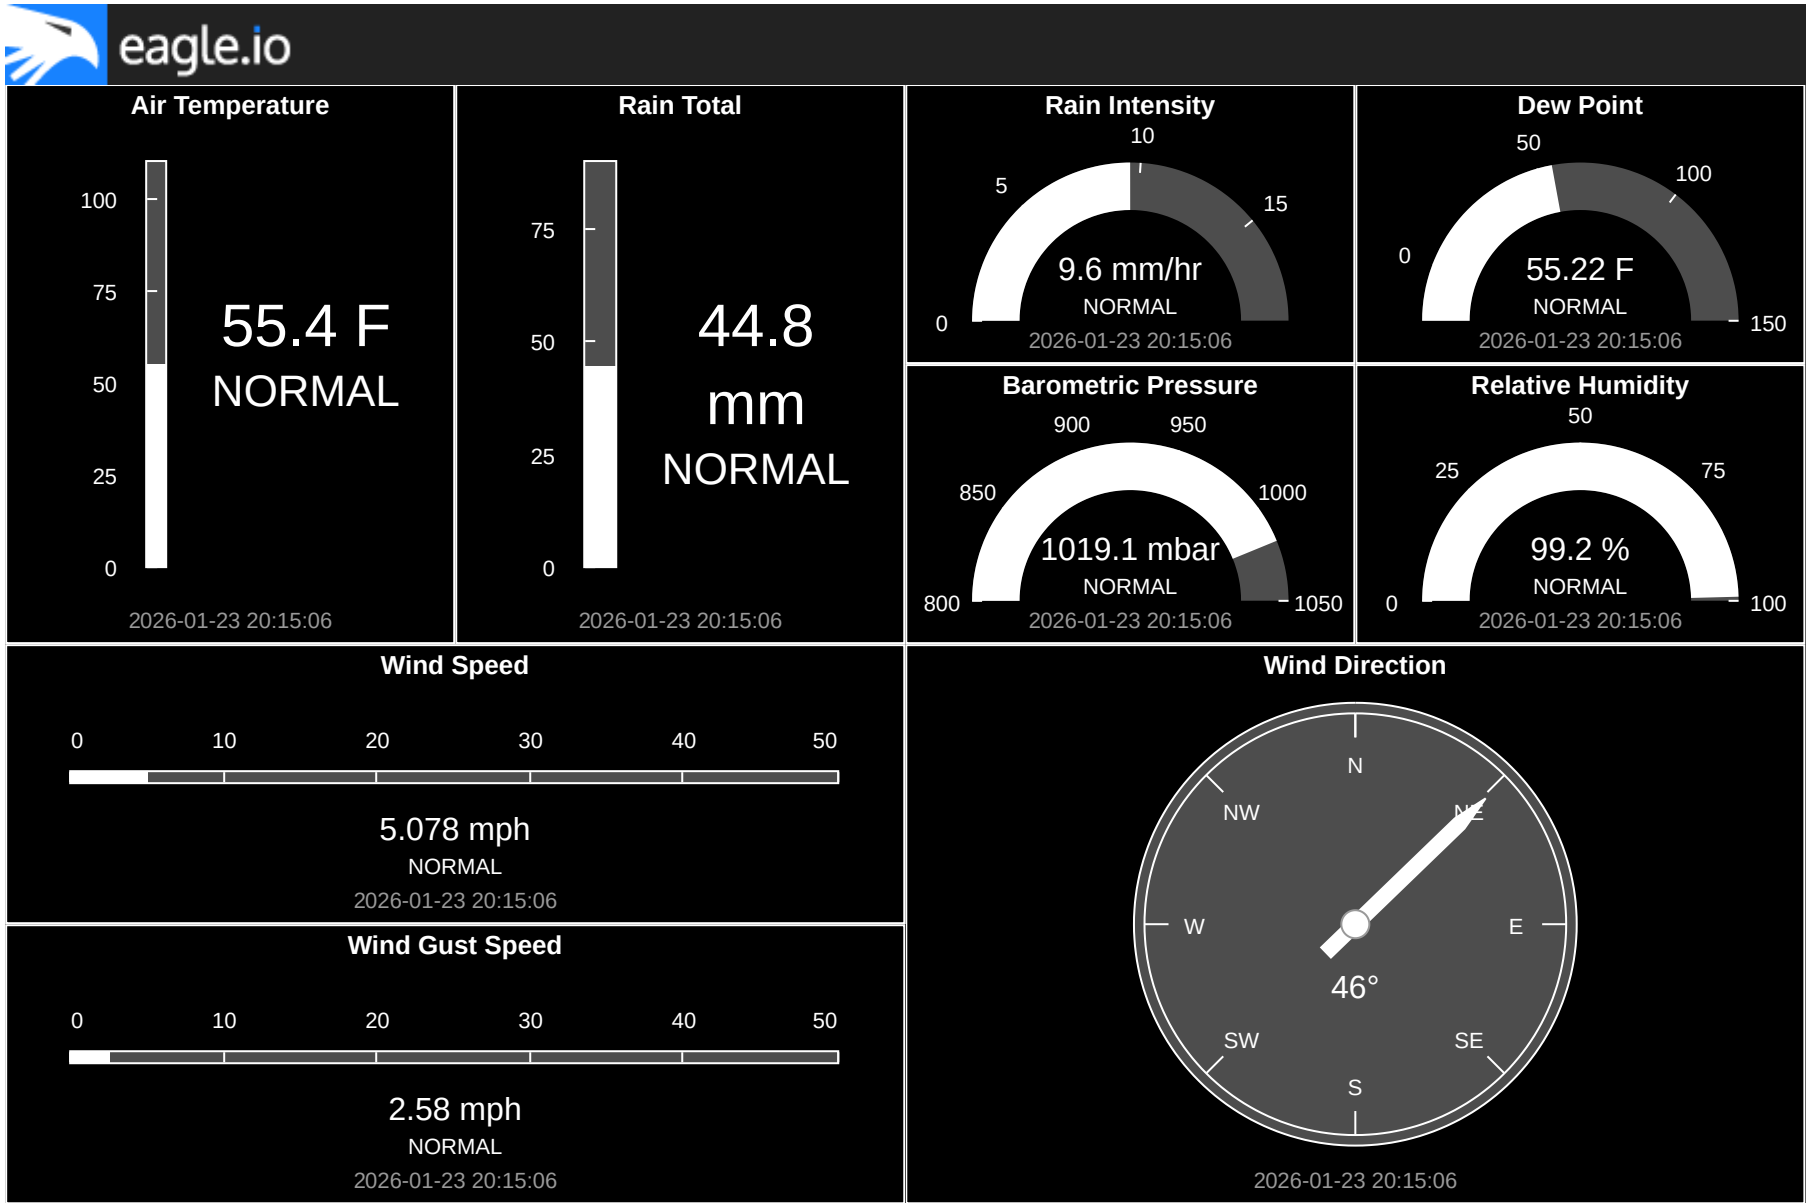 eagle.io
Air Temperature
100
75
50
25
0
55.4 F
NORMAL
2026-01-23 20:15:06
Rain Total
75
50
25
0
44.8
mm
NORMAL
2026-01-23 20:15:06
Rain Intensity
0
5
10
15
9.6 mm/hr
NORMAL
2026-01-23 20:15:06
Dew Point
0
50
100
150
55.22 F
NORMAL
2026-01-23 20:15:06
Barometric Pressure
800
850
900
950
1000
1050
1019.1 mbar
NORMAL
2026-01-23 20:15:06
Relative Humidity
0
25
50
75
100
99.2 %
NORMAL
2026-01-23 20:15:06
Wind Speed
0 10 20 30 40 50
5.078 mph
NORMAL
2026-01-23 20:15:06
Wind Gust Speed
0 10 20 30 40 50
2.58 mph
NORMAL
2026-01-23 20:15:06
Wind Direction
N
NW NE
W E
46°
SW SE
S
2026-01-23 20:15:06